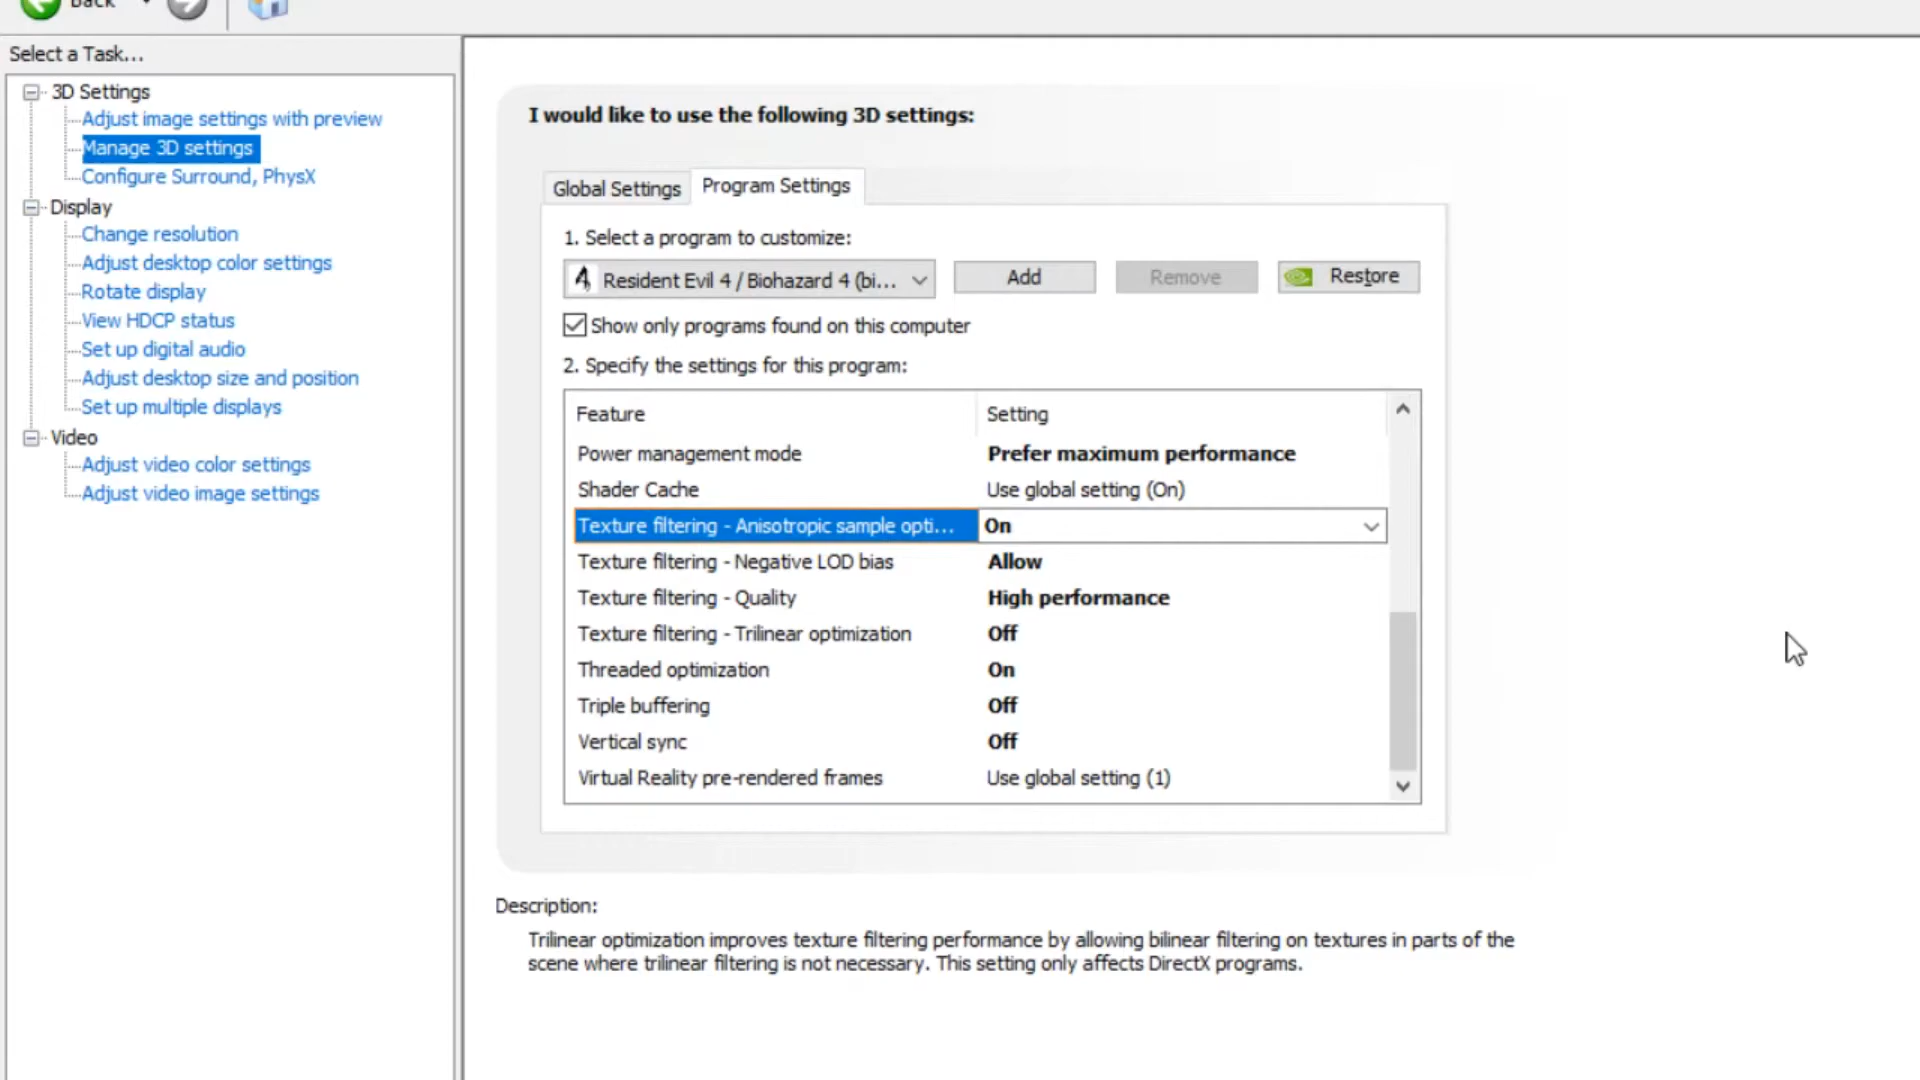 Back
Select a Task...
3D Settings
Adjust image settings with preview
Manage 3D settings
Configure Surround, PhysX
Display
Change resolution
Adjust desktop color settings
Rotate display
View HDCP status
Set up digital audio
Adjust desktop size and position
Set up multiple displays
Video
Adjust video color settings
Adjust video image settings
I would like to use the following 3D settings:
Global Settings Program Settings
1. Select a program to customize:
Resident Evil 4 / Biohazard 4 (bi... Add Remove Restore
Show only programs found on this computer
2. Specify the settings for this program:
Feature Setting
Power management mode Prefer maximum performance
Shader Cache Use global setting (On)
Texture filtering - Anisotropic sample opti... On
Texture filtering - Negative LOD bias Allow
Texture filtering - Quality High performance
Texture filtering - Trilinear optimization Off
Threaded optimization On
Triple buffering Off
Vertical sync Off
Virtual Reality pre-rendered frames Use global setting (1)
Description:
Trilinear optimization improves texture filtering performance by allowing bilinear filtering on textures in parts of the
scene where trilinear filtering is not necessary. This setting only affects DirectX programs.